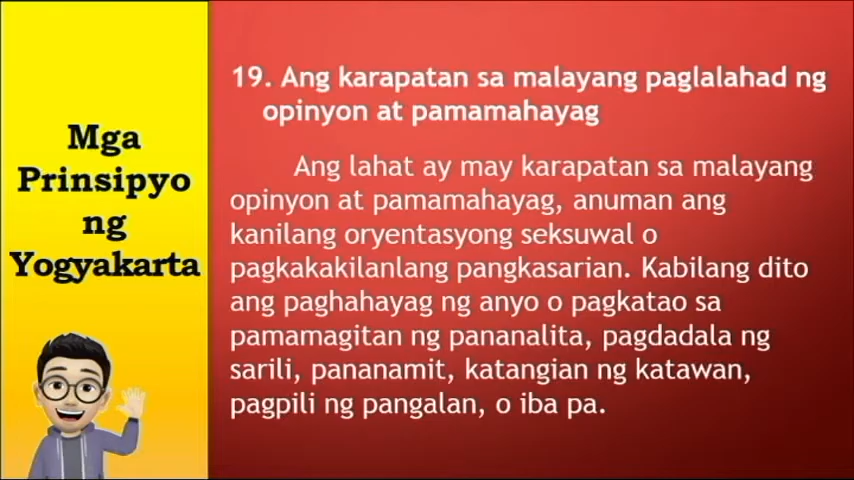 Mga
Prinsipyo
ng
Yogyakarta
19. Ang karapatan sa malayang paglalahad ng
opinyon at pamamahayag
Ang lahat ay may karapatan sa malayang
opinyon at pamamahayag, anuman ang
kanilang oryentasyong seksuwal o
pagkakakilanlang pangkasarian. Kabilang dito
ang paghahayag ng anyo o pagkatao sa
pamamagitan ng pananalita, pagdadala ng
sarili, pananamit, katangian ng katawan,
pagpili ng pangalan, o iba pa.